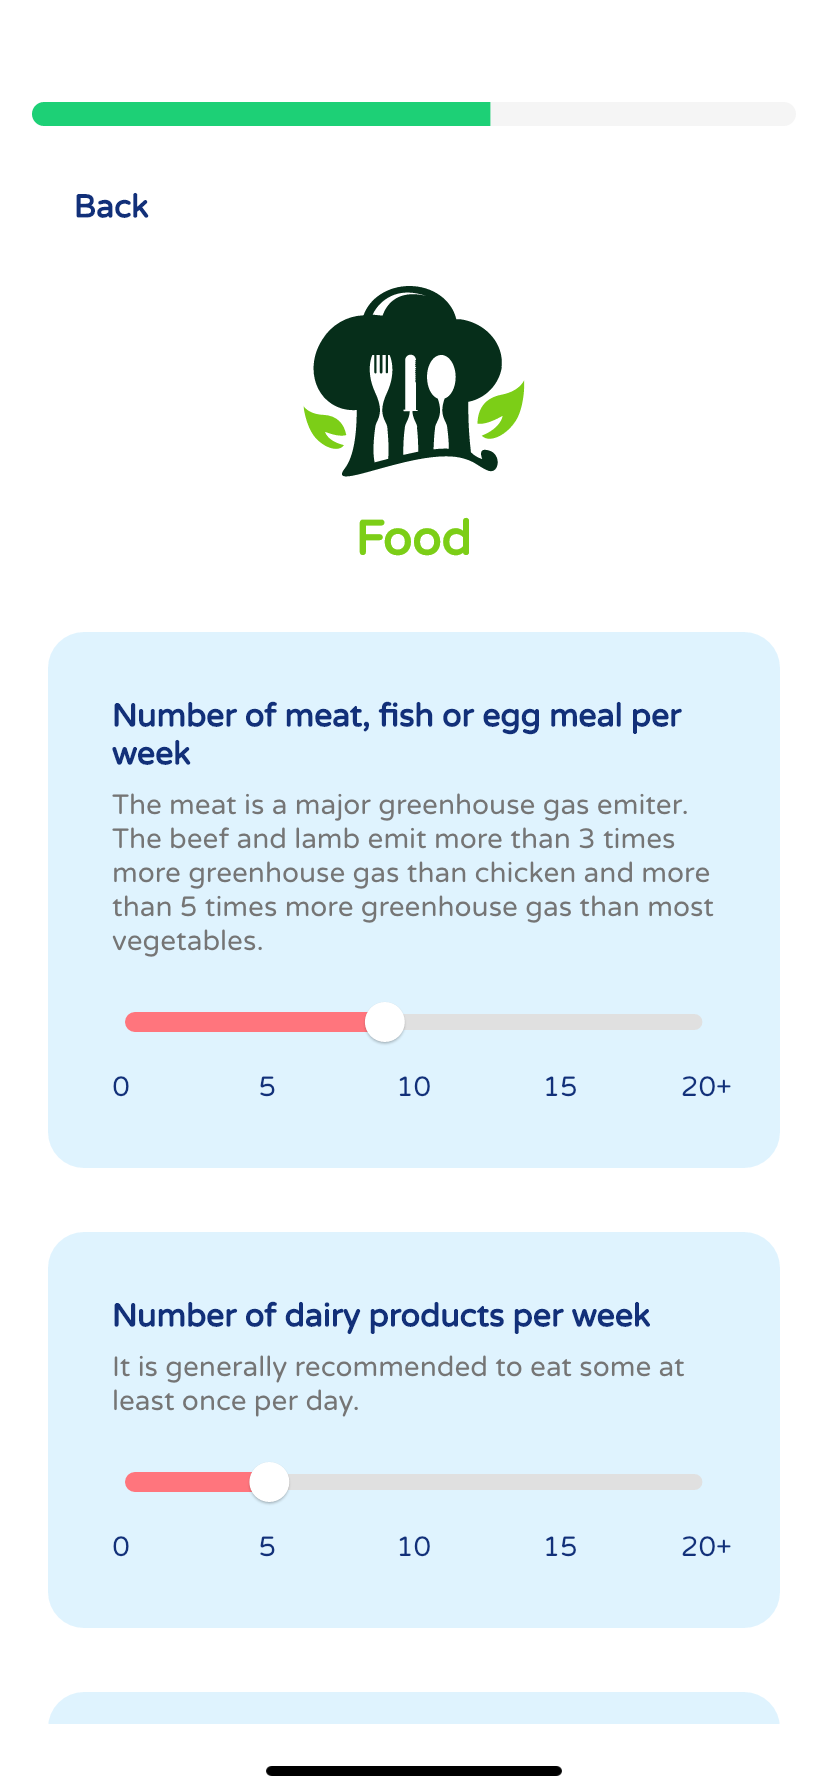 Back
Food
Number of meat, fish or egg meal per
week
The meat is a major greenhouse gas emiter.
The beef and lamb emit more than 3 times
more greenhouse gas than chicken and more
than 5 times more greenhouse gas than most
vegetables.
0 5 10 15 20+
Number of dairy products per week
It is generally recommended to eat some at
least once per day.
0 5 10 15 20+